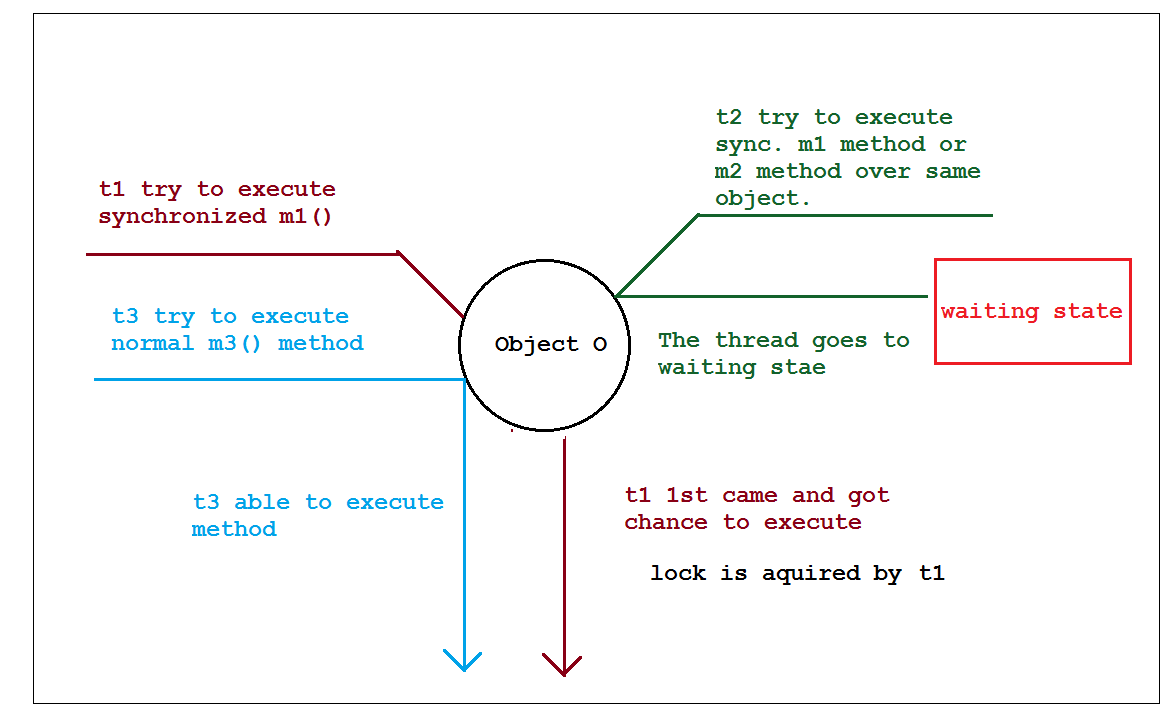 t2 try to execute
sync. m1 method or
m2 method over same
object.
t1 try to execute
synchronized m1()
t3 try to execute
normal m3() method
Object O
waiting state
The thread goes to
waiting stae
t3 able to execute
method
t1 1st came and got
chance to execute
lock is aquired by t1